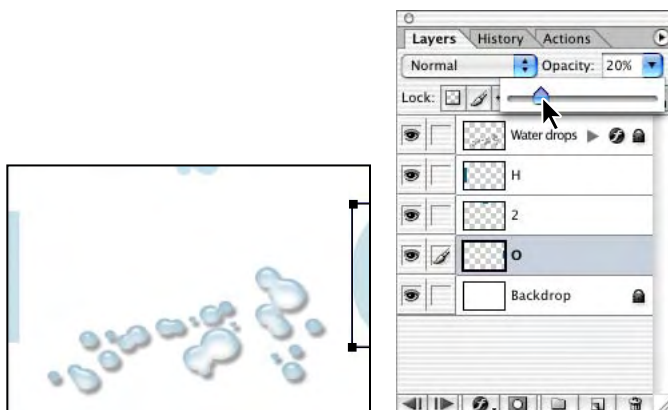 Layers History Actions
Normal Opacity: 20%
Lock:
Water drops
H
2
O
Backdrop